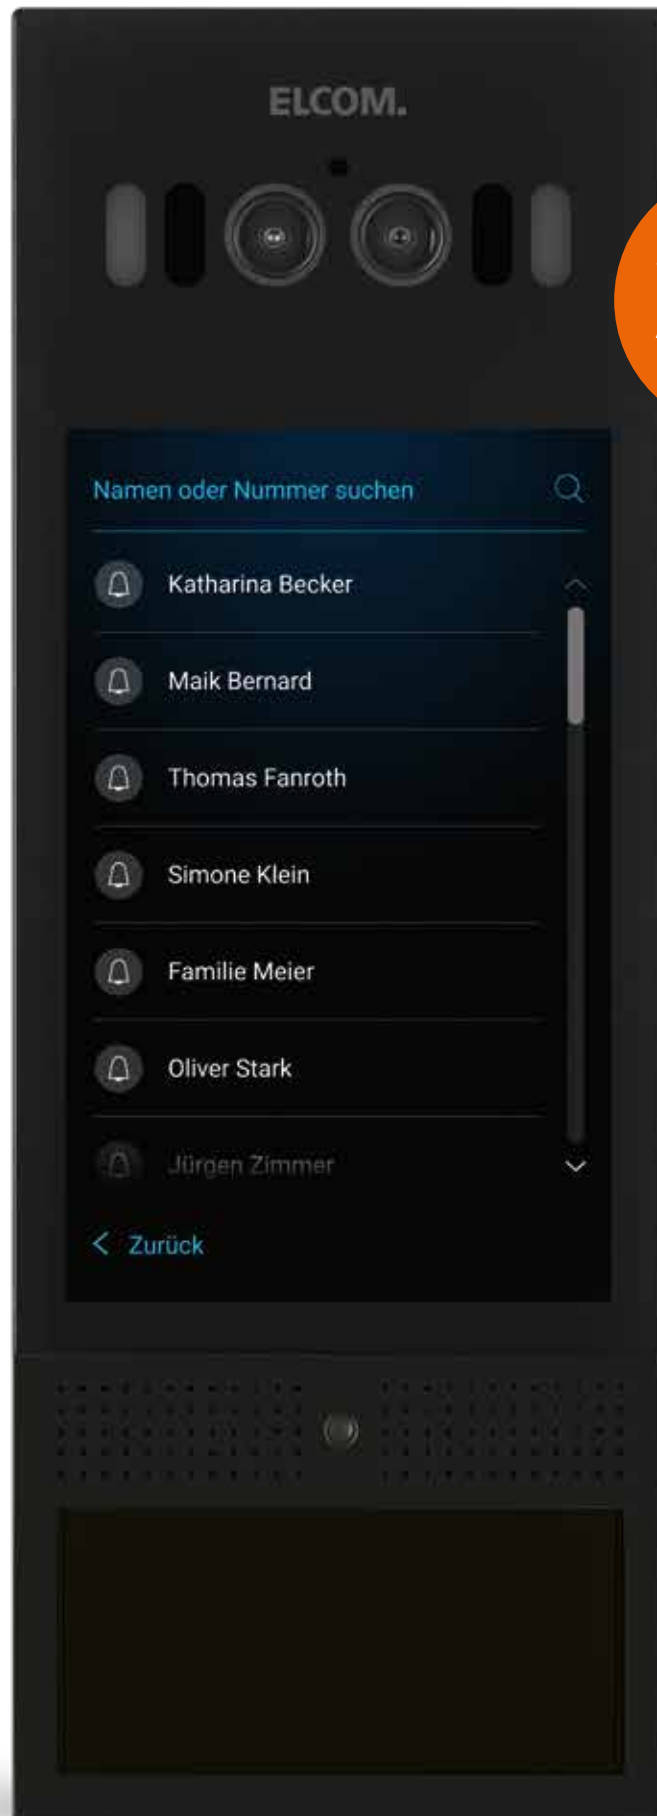 ELCOM.
Namen oder Nummer suchen
Katharina Becker
Maik Bernard
Thomas Fanroth
Simone Klein
Familie Meier
Oliver Stark
Jürgen Zimmer
Zurück